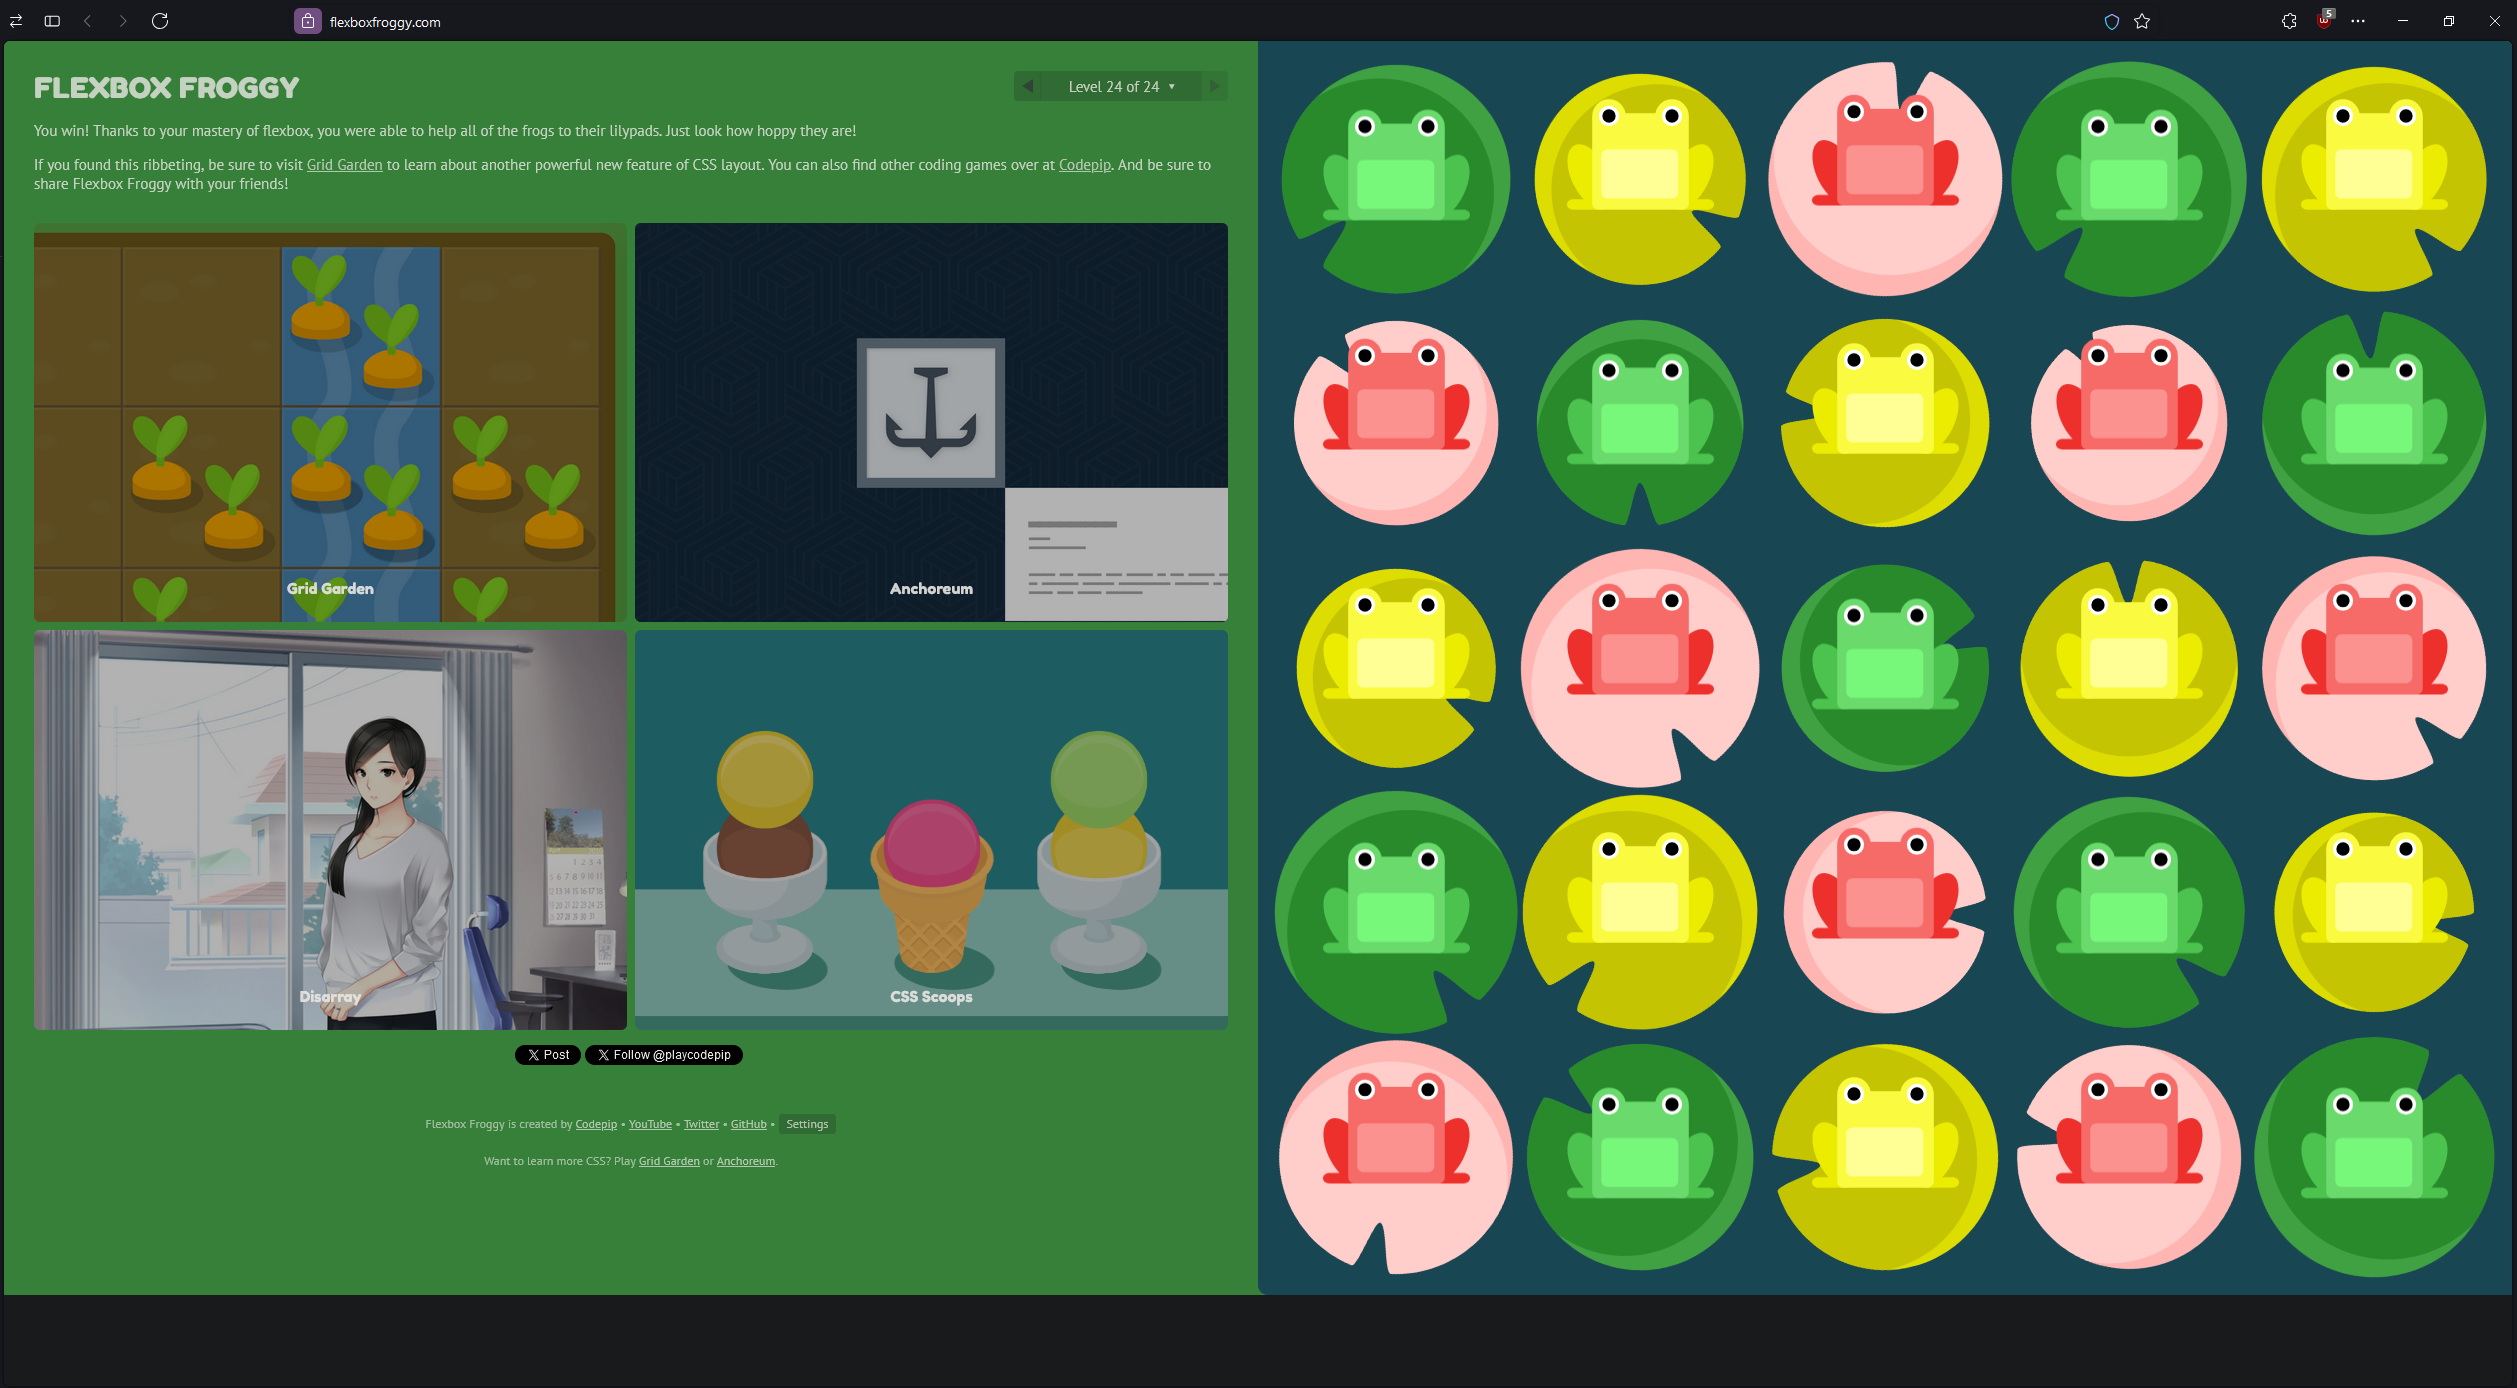 flexboxfroggy.com
5
FLEXBOX FROGGY
Level 24 of 24 ▼
You win! Thanks to your mastery of flexbox, you were able to help all of the frogs to their lilypads. Just look how hoppy they are!
If you found this ribbeting, be sure to visit Grid Garden to learn about another powerful new feature of CSS layout. You can also find other coding games over at Codepip. And be sure to
share Flexbox Froggy with your friends!
Grid Garden
Anchoreum
Disarray
CSS Scoops
Post
Follow @playcodepip
Flexbox Froggy is created by Codepip • YouTube • Twitter • GitHub • Settings
Want to learn more CSS? Play Grid Garden or Anchoreum.